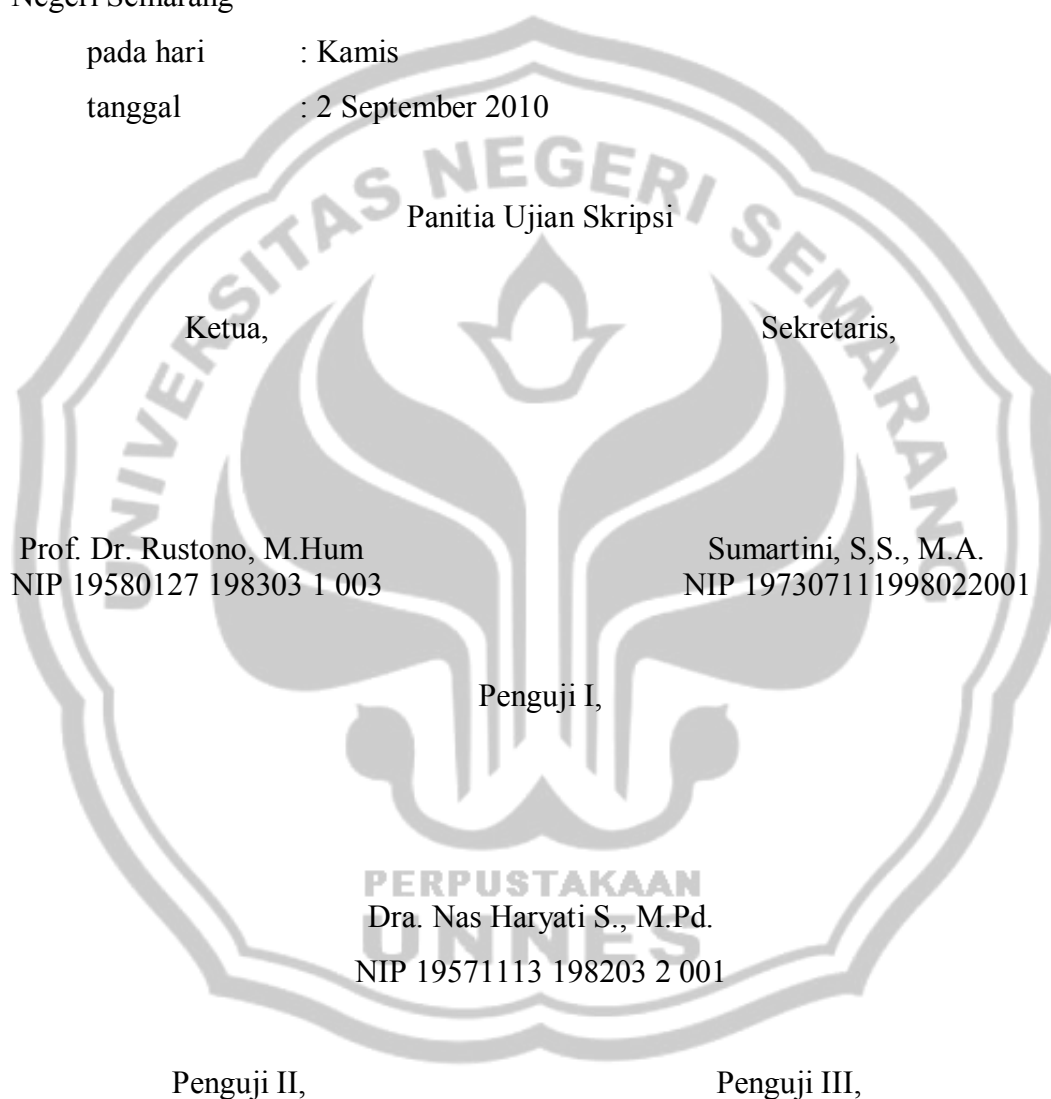 Negeri Semarang
pada hari : Kamis
tanggal : 2 September 2010
UNIVERSITAS NEGERI SEMARANG
Panitia Ujian Skripsi
Ketua, Sekretaris,
Prof. Dr. Rustono, M.Hum Sumartini, S,S., M.A.
NIP 19580127 198303 1 003 NIP 197307111998022001
Penguji I,
PERPUSTAKAAN
UNNES
Dra. Nas Haryati S., M.Pd.
NIP 19571113 198203 2 001
Penguji II, Penguji III,